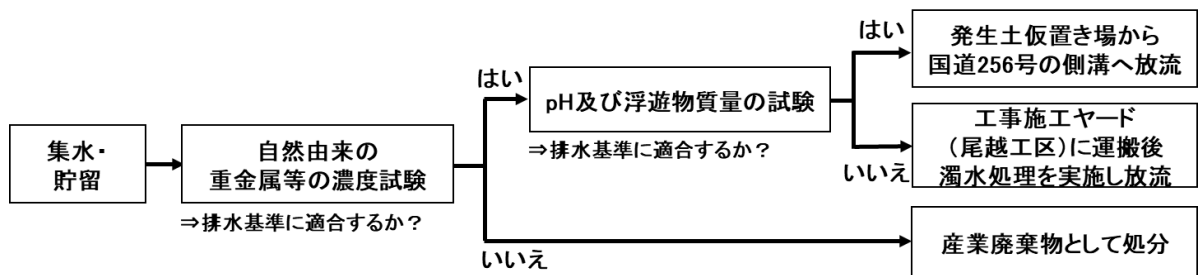 集水・
貯留
自然由来の
重金属等の濃度試験
⇒排水基準に適合するか？
はい
いいえ
pH及び浮遊物質量の試験
⇒排水基準に適合するか？
はい
いいえ
発生土仮置き場から
国道256号の側溝へ放流
工事施工ヤード
（尾越工区）に運搬後
濁水処理を実施し放流
産業廃棄物として処分